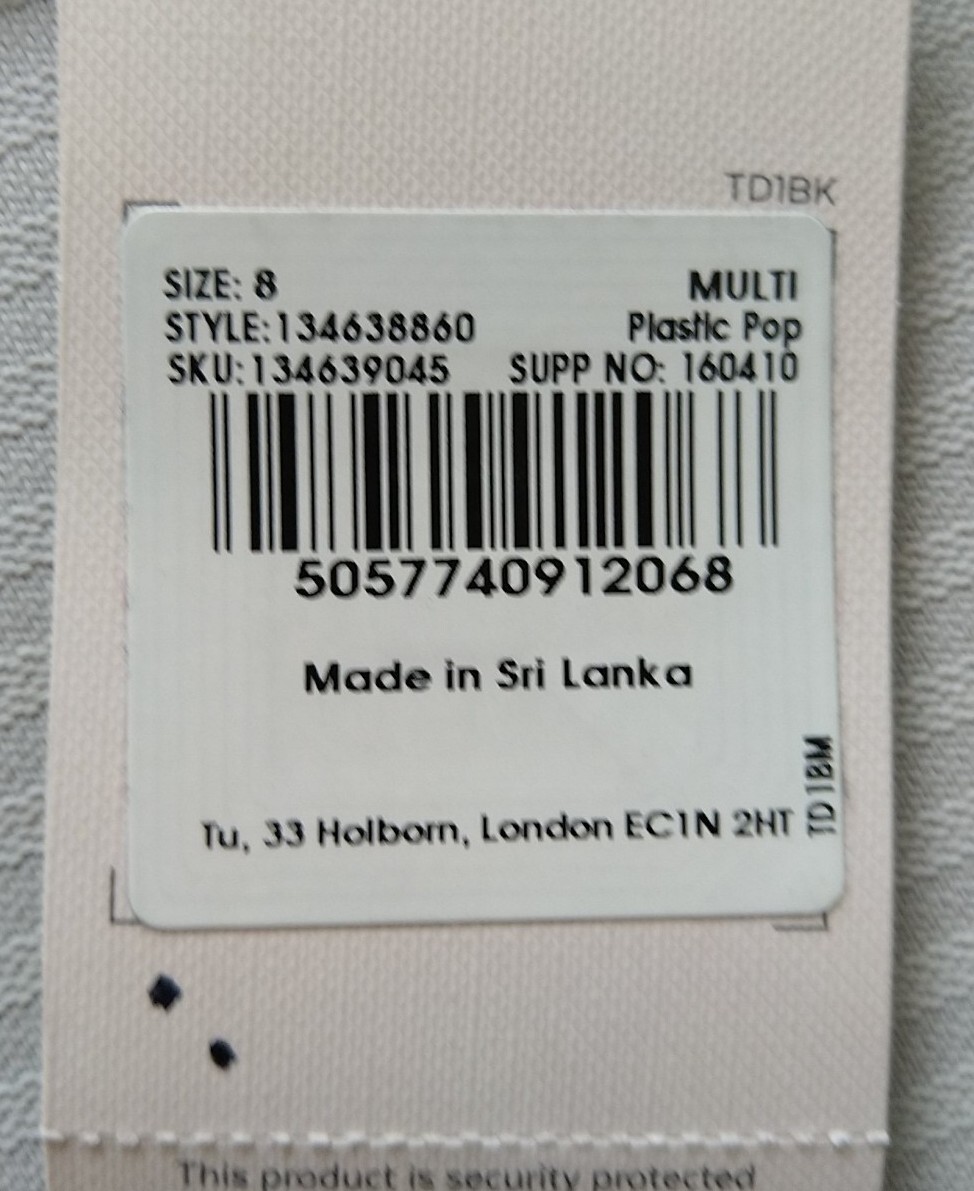 TD1BK
SIZE: 8 MULTI
STYLE:134638860 Plastic Pop
SKU:134639045 SUPP NO: 160410
5057740912068
Made in Sri Lanka
TD1BM
Tu, 33 Holborn, London EC1N 2HT
This product is security protected